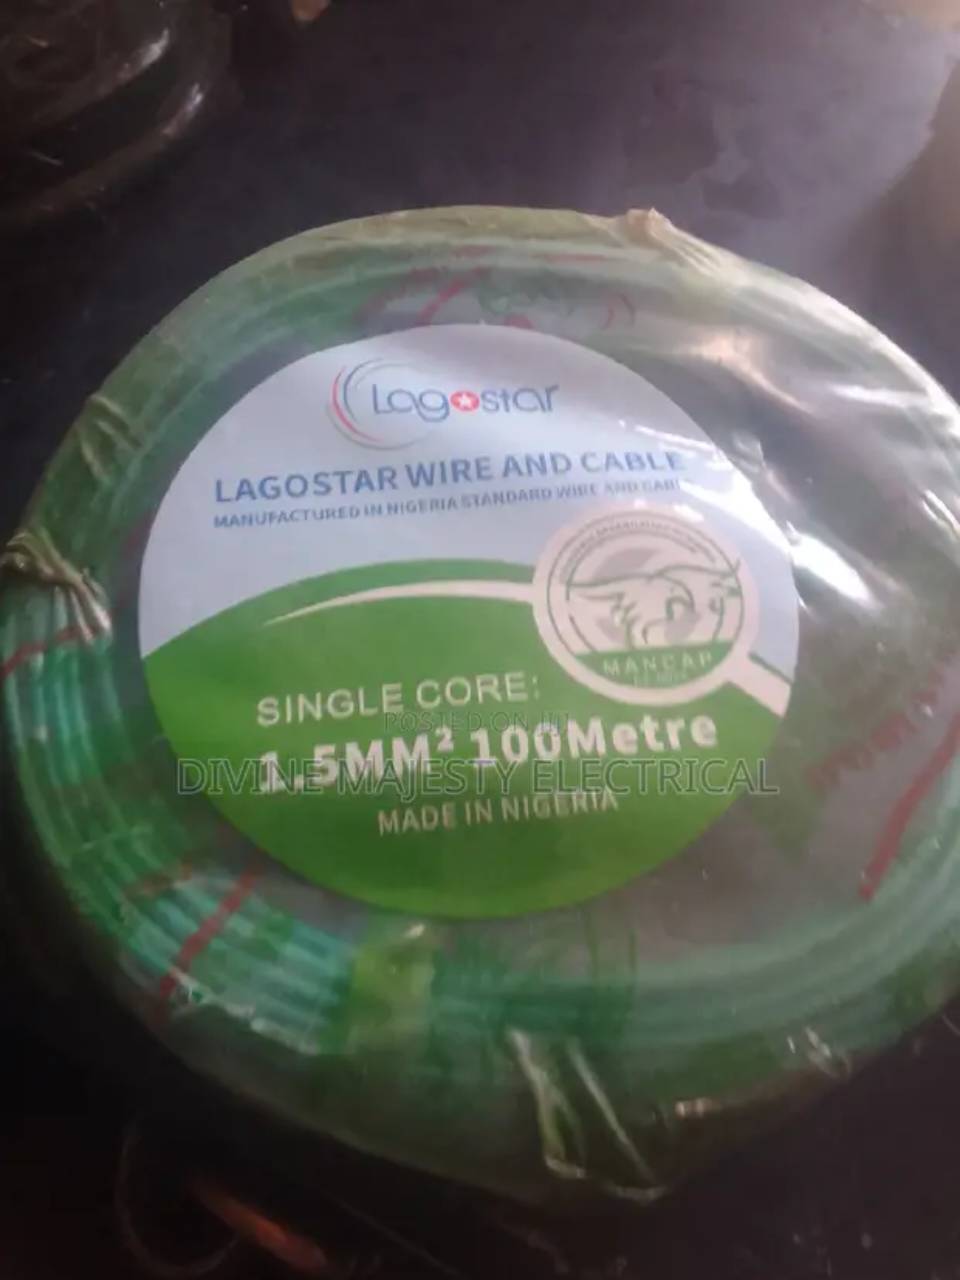 Lagostar
LAGOSTAR WIRE AND CABLE
MANUFACTURED IN NIGERIA STANDARD WIRE AND CABLE
MANCAP
SINGLE CORE:
POSTED ON JIJI
1.5MM² 100Metre
DIVINE MAJESTY ELECTRICAL
MADE IN NIGERIA